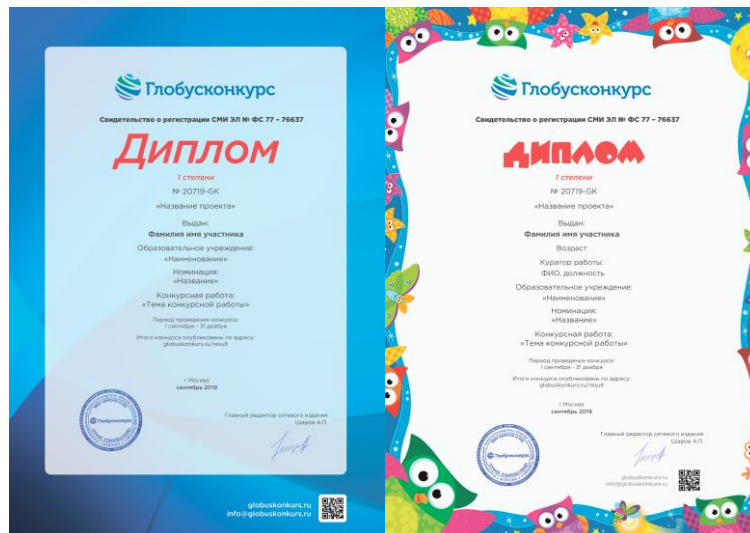 Глобусконкурс
Свидетельство о регистрации СМИ ЭЛ № ФС 77 – 76637
Диплом
1 степени
№ 20719-GK
«Название проекта»
Выдан:
Фамилия имя участника
Образовательное учреждение:
«Наименование»
Номинация:
«Название»
Конкурсная работа:
«Тема конкурсной работы»
Период проведения конкурса:
1 сентября - 31 декабря
Итоги конкурса опубликованы по адресу:
globuskonkurs.ru/result
г.Москва
сентябрь 2019
Главный редактор сетевого издания
Шаров А.П.
Глобусконкурс
globuskonkurs.ru
info@globuskonkurs.ru
Глобусконкурс
Свидетельство о регистрации СМИ ЭЛ № ФС 77 – 76637
ДИПЛОМ
1 степени
№ 20719-GK
«Название проекта»
Выдан:
Фамилия имя участника
Возраст
Куратор работы:
ФИО, должность
Образовательное учреждение:
«Наименование»
Номинация:
«Название»
Конкурсная работа:
«Тема конкурсной работы»
Период проведения конкурса:
1 сентября - 31 декабря
Итоги конкурса опубликованы по адресу:
globuskonkurs.ru/result
г.Москва
сентябрь 2019
Главный редактор сетевого издания
Шаров А.П.
Глобусконкурс
globuskonkurs.ru
info@globuskonkurs.ru